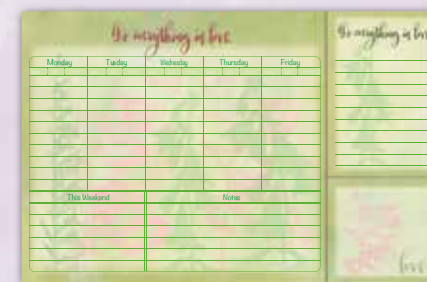 Do everything in love
Monday Tuesday Wednesday Thursday Friday
This Weekend Notes
Do everything in love
love